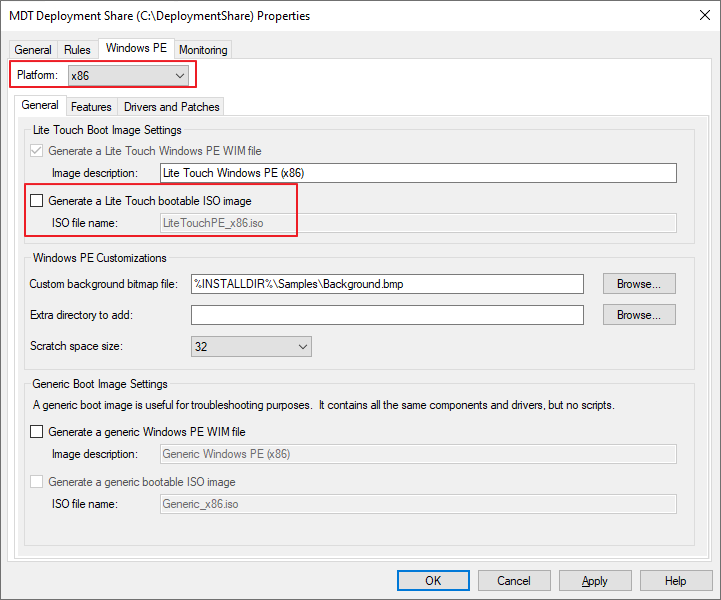 MDT Deployment Share (C:\DeploymentShare) Properties
General Rules Windows PE Monitoring
Platform: x86
General Features Drivers and Patches
Lite Touch Boot Image Settings
Generate a Lite Touch Windows PE WIM file
Image description: Lite Touch Windows PE (x86)
Generate a Lite Touch bootable ISO image
ISO file name: LiteTouchPE_x86.iso
Windows PE Customizations
Custom background bitmap file: %INSTALLDIR%\Samples\Background.bmp Browse...
Extra directory to add: Browse...
Scratch space size: 32
Generic Boot Image Settings
A generic boot image is useful for troubleshooting purposes. It contains all the same components and drivers, but no scripts.
Generate a generic Windows PE WIM file
Image description: Generic Windows PE (x86)
Generate a generic bootable ISO image
ISO file name: Generic_x86.iso
OK Cancel Apply Help